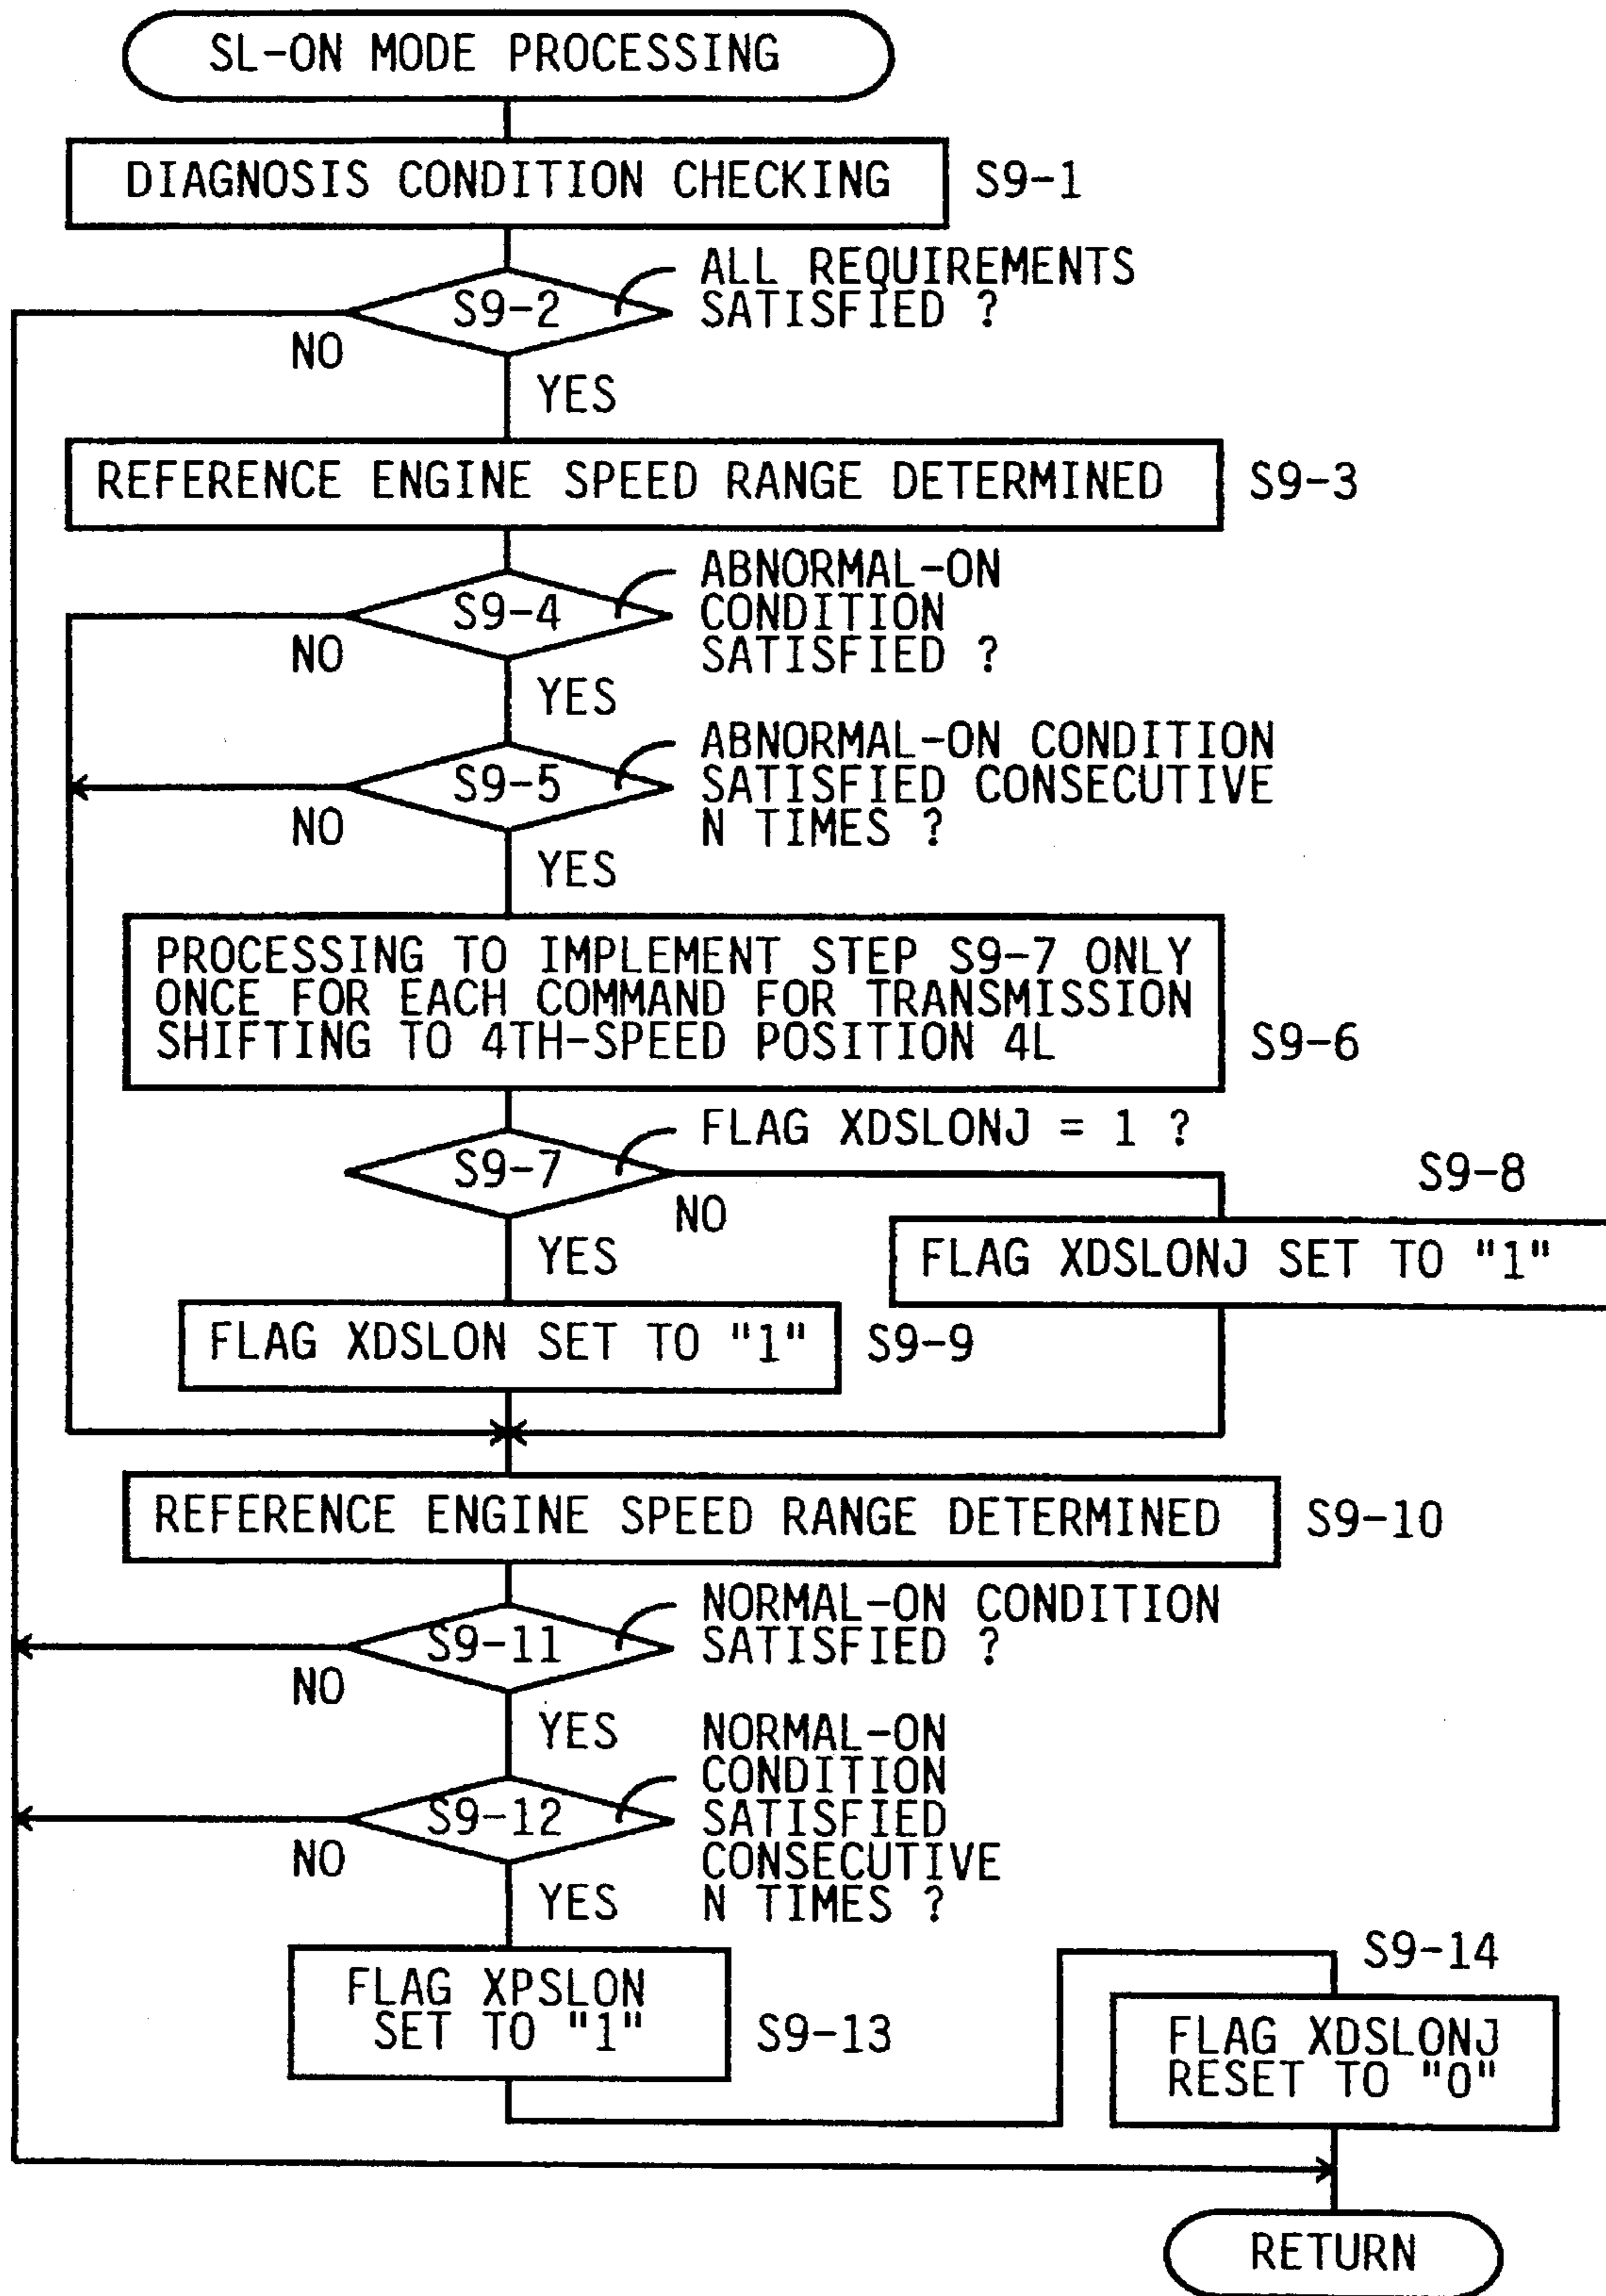 SL-ON MODE PROCESSING
DIAGNOSIS CONDITION CHECKING
S9-1
ALL REQUIREMENTS
SATISFIED ?
S9-2
NO
YES
REFERENCE ENGINE SPEED RANGE DETERMINED
S9-3
ABNORMAL-ON
CONDITION
SATISFIED ?
S9-4
NO
YES
ABNORMAL-ON CONDITION
SATISFIED CONSECUTIVE
N TIMES ?
S9-5
NO
YES
PROCESSING TO IMPLEMENT STEP S9-7 ONLY
ONCE FOR EACH COMMAND FOR TRANSMISSION
SHIFTING TO 4TH-SPEED POSITION 4L
S9-6
FLAG XDSLONJ = 1 ?
S9-7
NO
YES
S9-8
FLAG XDSLONJ SET TO "1"
FLAG XDSLON SET TO "1"
S9-9
REFERENCE ENGINE SPEED RANGE DETERMINED
S9-10
NORMAL-ON CONDITION
SATISFIED ?
S9-11
NO
YES
NORMAL-ON
CONDITION
SATISFIED
CONSECUTIVE
N TIMES ?
S9-12
NO
YES
FLAG XPSLON
SET TO "1"
S9-13
S9-14
FLAG XDSLONJ
RESET TO "0"
RETURN